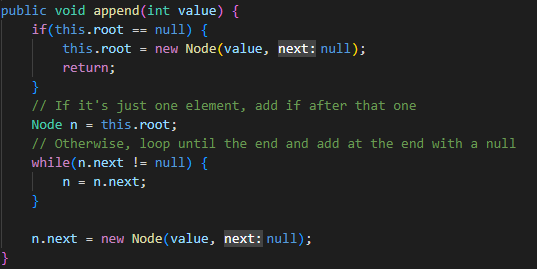 public void append(int value) {
    if(this.root == null) {
        this.root = new Node(value, next: null);
        return;
    }
    // If it's just one element, add if after that one
    Node n = this.root;
    // Otherwise, loop until the end and add at the end with a null
    while(n.next != null) {
        n = n.next;
    }

    n.next = new Node(value, next: null);
}